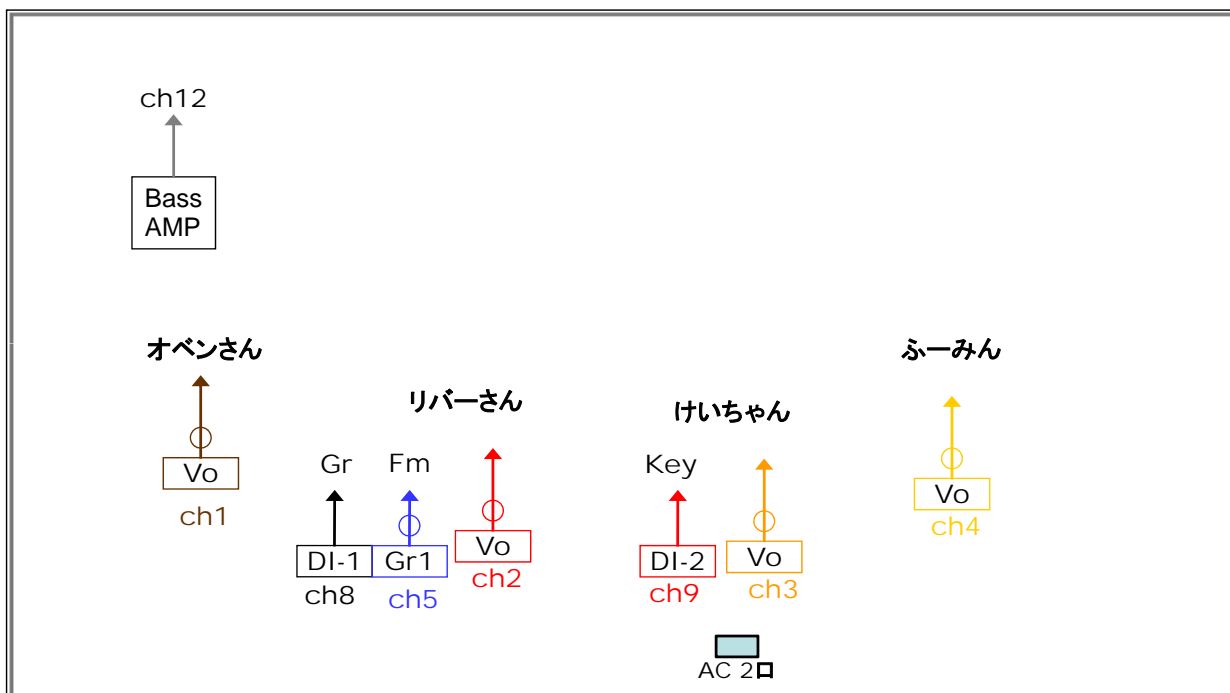 ch12
Bass
AMP
オベンさん
ふーみん
リバーさん
けいちゃん
Vo
ch1
Gr
Fm
Key
Vo
ch4
DI-1
Gr1
Vo
DI-2
Vo
ch8
ch5
ch2
ch9
ch3
AC 2口